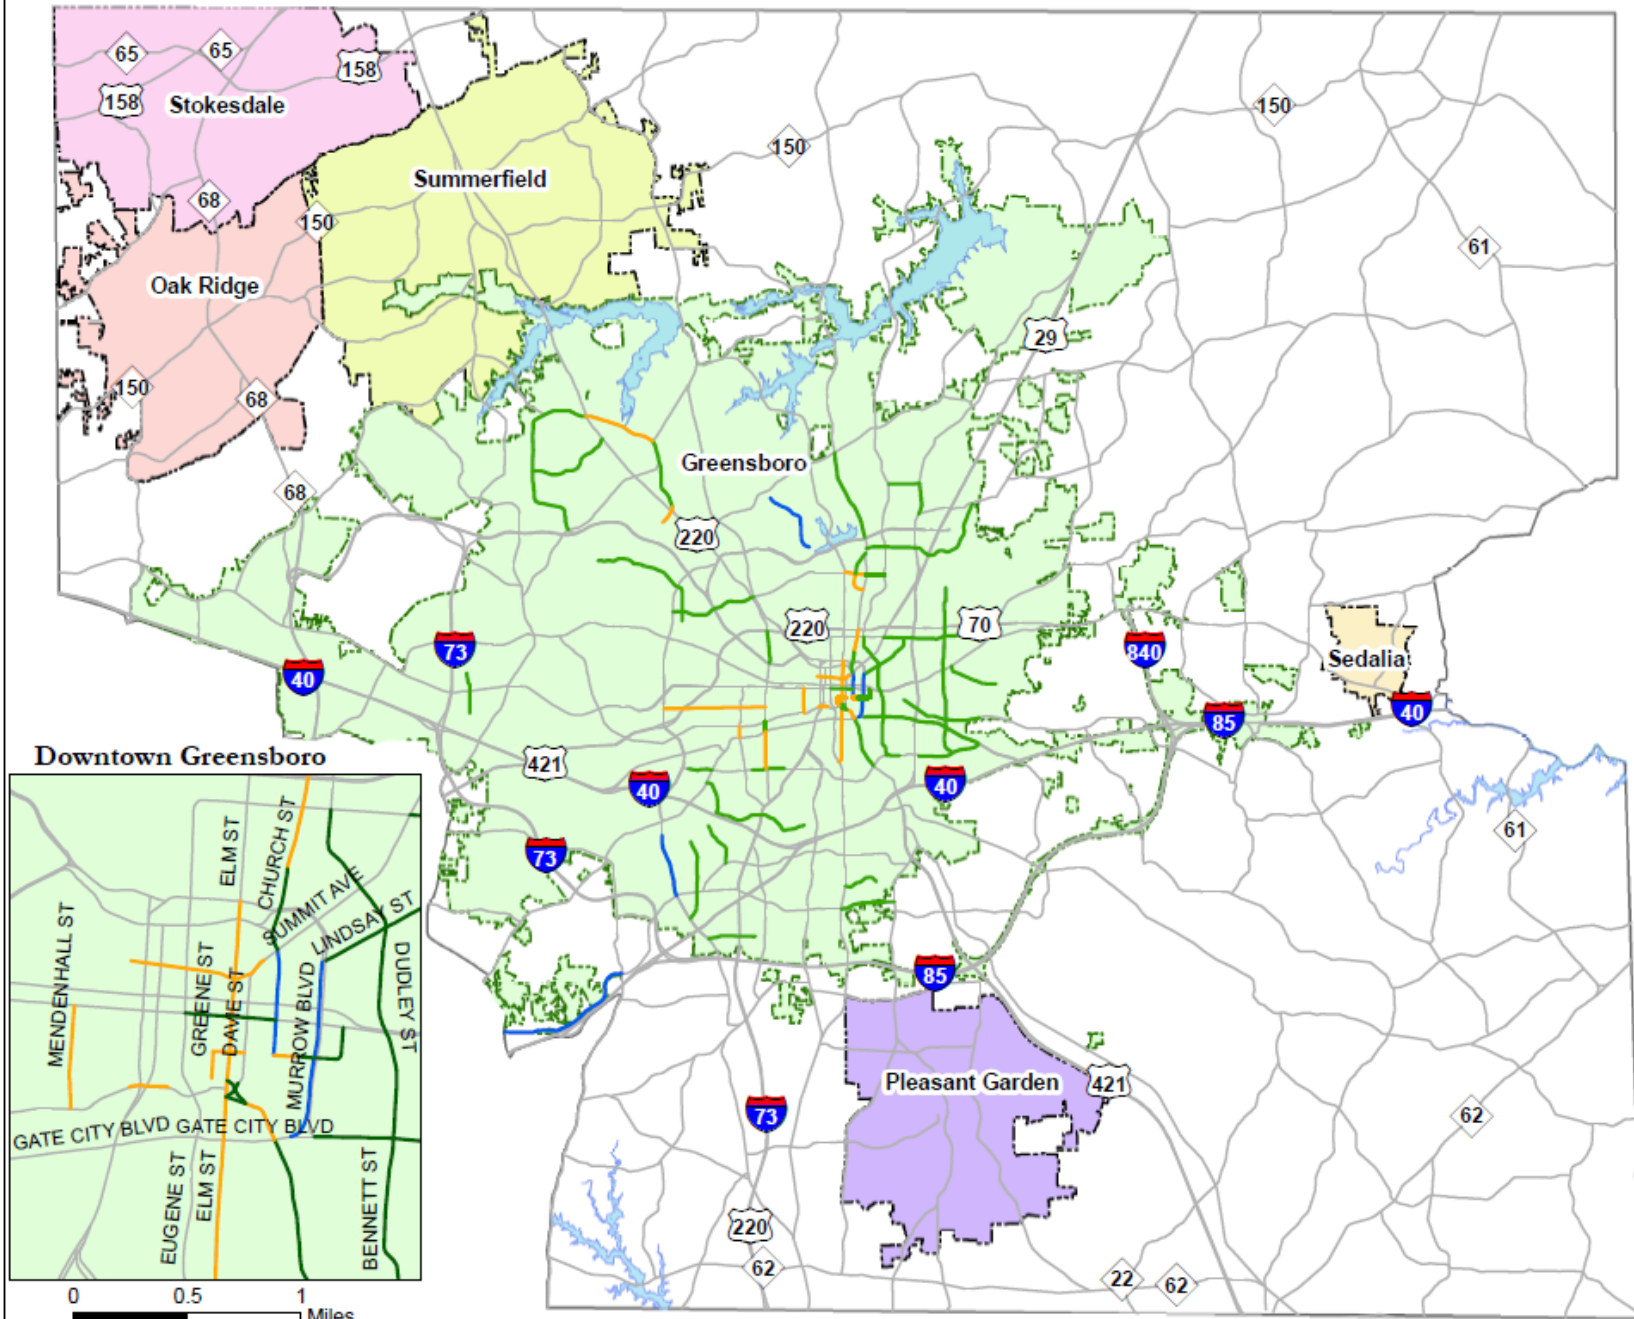 65
65
158
158
Stokesdale
150
150
Summerfield
68
150
61
Oak Ridge
29
150
68
Greensboro
68
220
220
70
73
840
Sedalia
40
40
85
Downtown Greensboro
421
40
40
61
73
ELM ST
CHURCH ST
SUMMIT AVE
LINDSAY ST
MENDENHALL ST
GREENE ST
DAVIE ST
MURROW BLVD
DUDLEY ST
85
Pleasant Garden
421
73
62
GATE CITY BLVD
GATE CITY BLVD
EUGENE ST
ELM ST
BENNETT ST
220
62
22
62
0 0.5 1
Miles